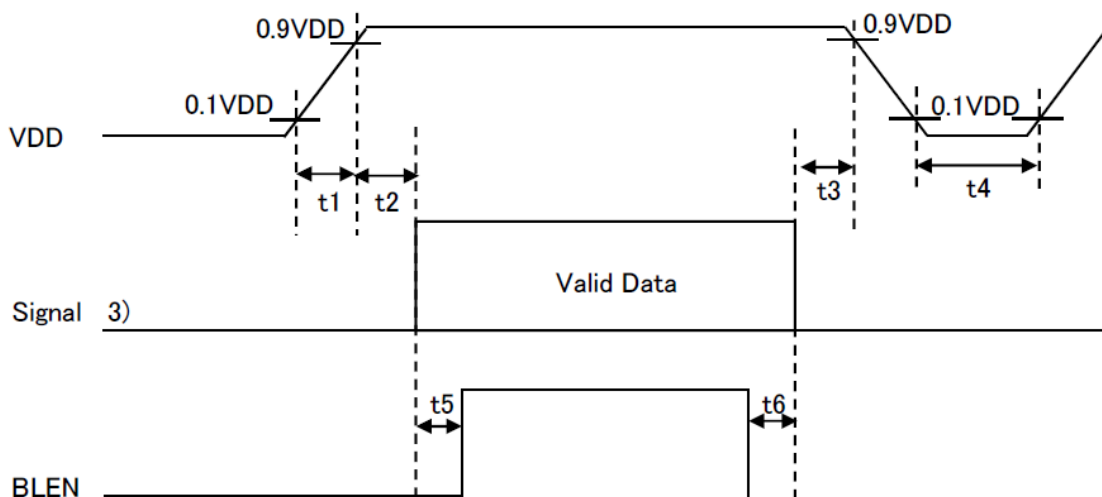 0.9VDD
0.9VDD
0.1VDD
0.1VDD
VDD
t1
t2
t3
t4
Valid Data
Signal 3)
t5
t6
BLEN